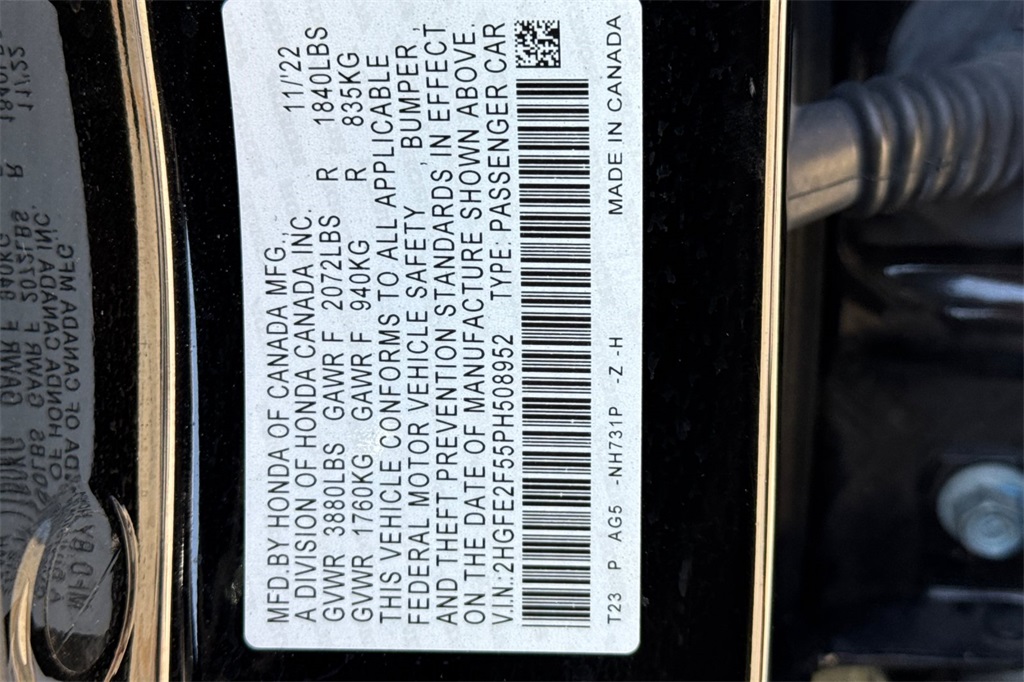 MFD.BY HONDA OF CANADA MFG., 11/'22
A DIVISION OF HONDA CANADA INC.
GVWR 3880LBS GAWR F 2072LBS R 1840LBS
GVWR 1760KG GAWR F 940KG R 835KG
THIS VEHICLE CONFORMS TO ALL APPLICABLE
FEDERAL MOTOR VEHICLE SAFETY, BUMPER,
AND THEFT PREVENTION STANDARDS IN EFFECT
ON THE DATE OF MANUFACTURE SHOWN ABOVE.
V.I.N.:2HGFE2F55PH508952 TYPE: PASSENGER CAR
T23 P AG5 -NH731P -Z -H MADE IN CANADA